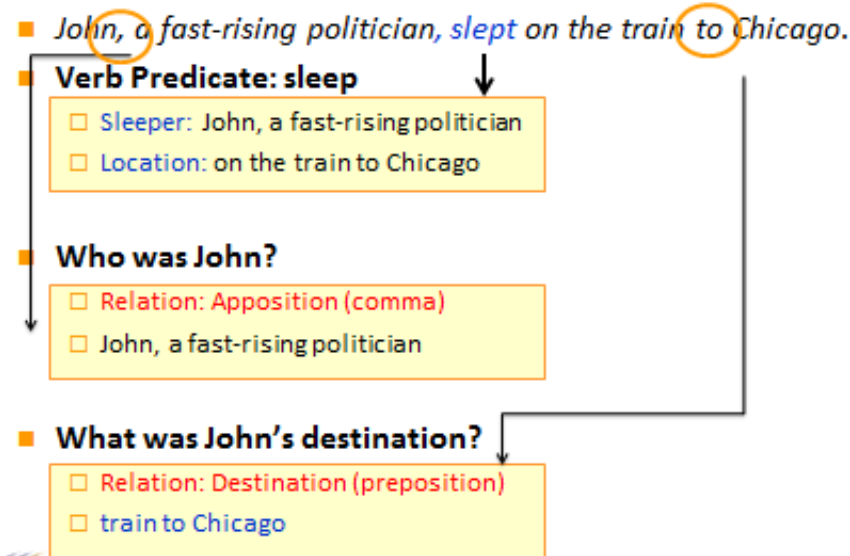 John, a fast-rising politician, slept on the train to Chicago.
Verb Predicate: sleep
Sleeper: John, a fast-rising politician
Location: on the train to Chicago
Who was John?
Relation: Apposition (comma)
John, a fast-rising politician
What was John's destination?
Relation: Destination (preposition)
train to Chicago